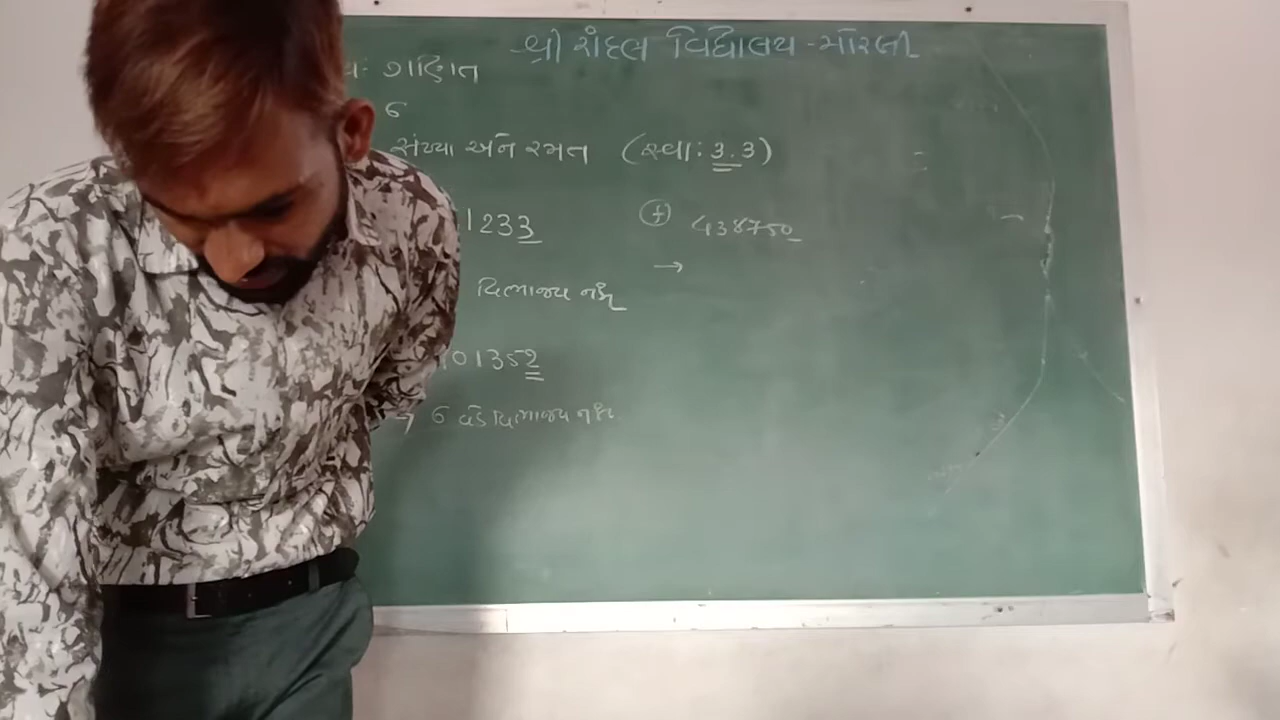 શ્રી રાંદલ વિદ્યાલય - મોરબી
ગણિત
6
સંખ્યા અને રમત (સ્વા: 3.3)
1233
438750
→
વિભાજ્ય નથી
101352
→ 6 વડે વિભાજ્ય નથી.